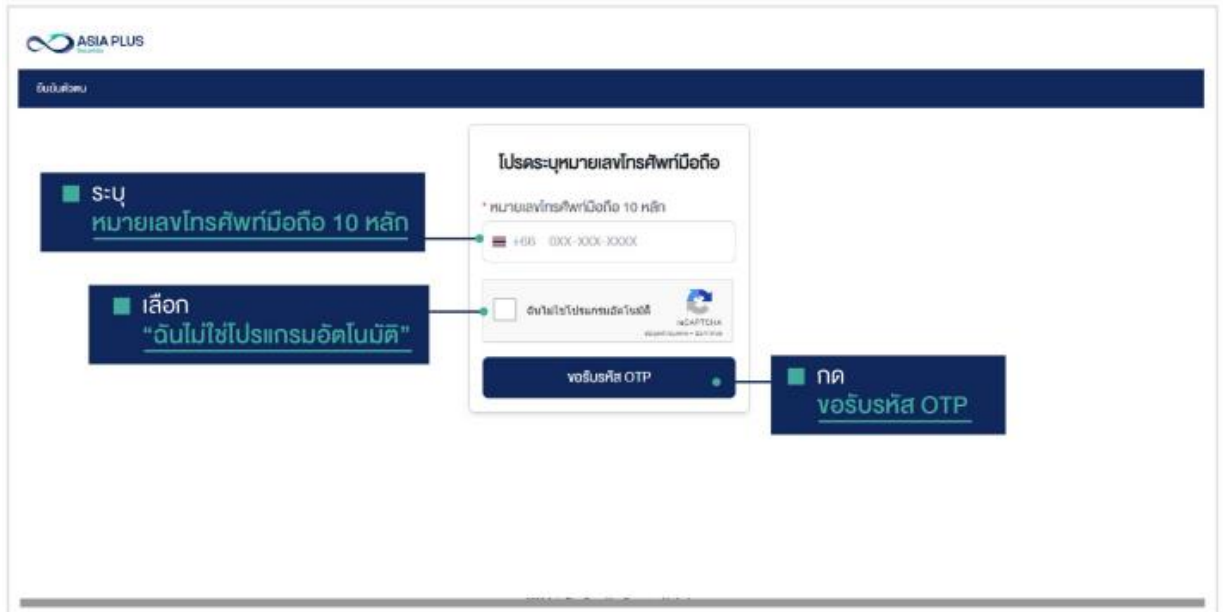 ASIA PLUS
Securities
ยืนยันตัวตน
โปรดระบุหมายเลขโทรศัพท์มือถือ
ระบุ
หมายเลขโทรศัพท์มือถือ 10 หลัก
* หมายเลขโทรศัพท์มือถือ 10 หลัก
+66 0XX-XXX-XXXX
เลือก
“ฉันไม่ใช่โปรแกรมอัตโนมัติ”
ฉันไม่ใช่โปรแกรมอัตโนมัติ
reCAPTCHA
ขอรับรหัส OTP
กด
ขอรับรหัส OTP